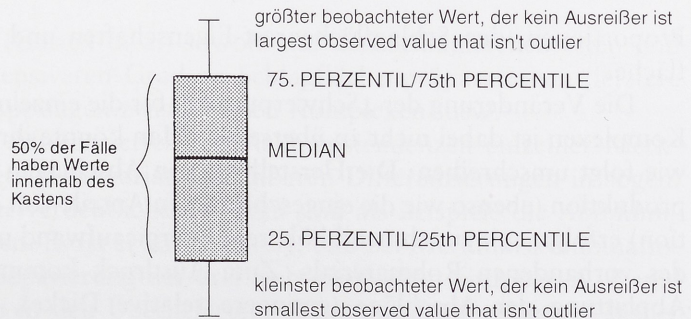 größter beobachteter Wert, der kein Ausreißer ist
largest observed value that isn't outlier
75. PERZENTIL/75th PERCENTILE
50% der Fälle
haben Werte
innerhalb des
Kastens
MEDIAN
25. PERZENTIL/25th PERCENTILE
kleinster beobachteter Wert, der kein Ausreißer ist
smallest observed value that isn't outlier